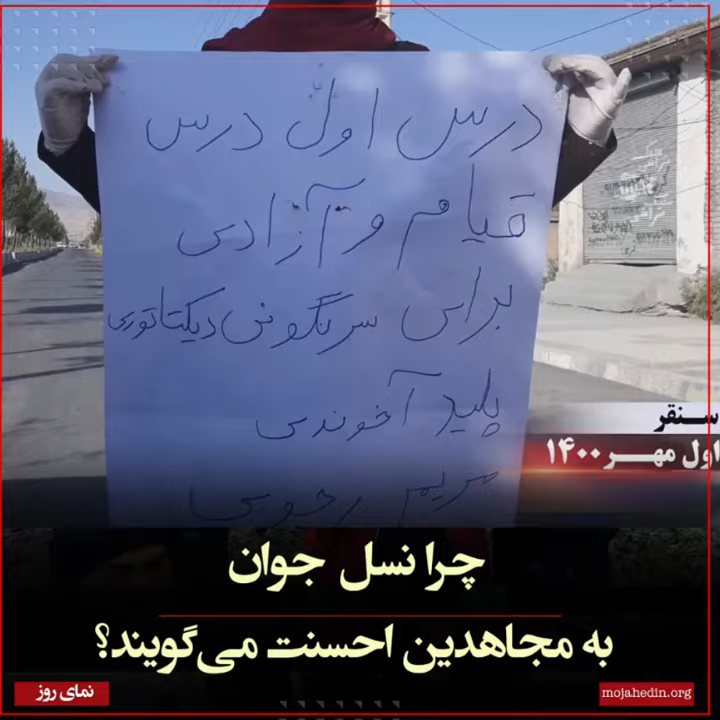 درس اول درس
قیام و آزادی
برای سرنگونی دیکتاتوری
پلید آخوندی
مریم رجوی
سنقر
اول مهر ۱۴۰۰
چرا نسل جوان
به مجاهدین احسنت می‌گویند؟
نمای روز
mojahedin.org